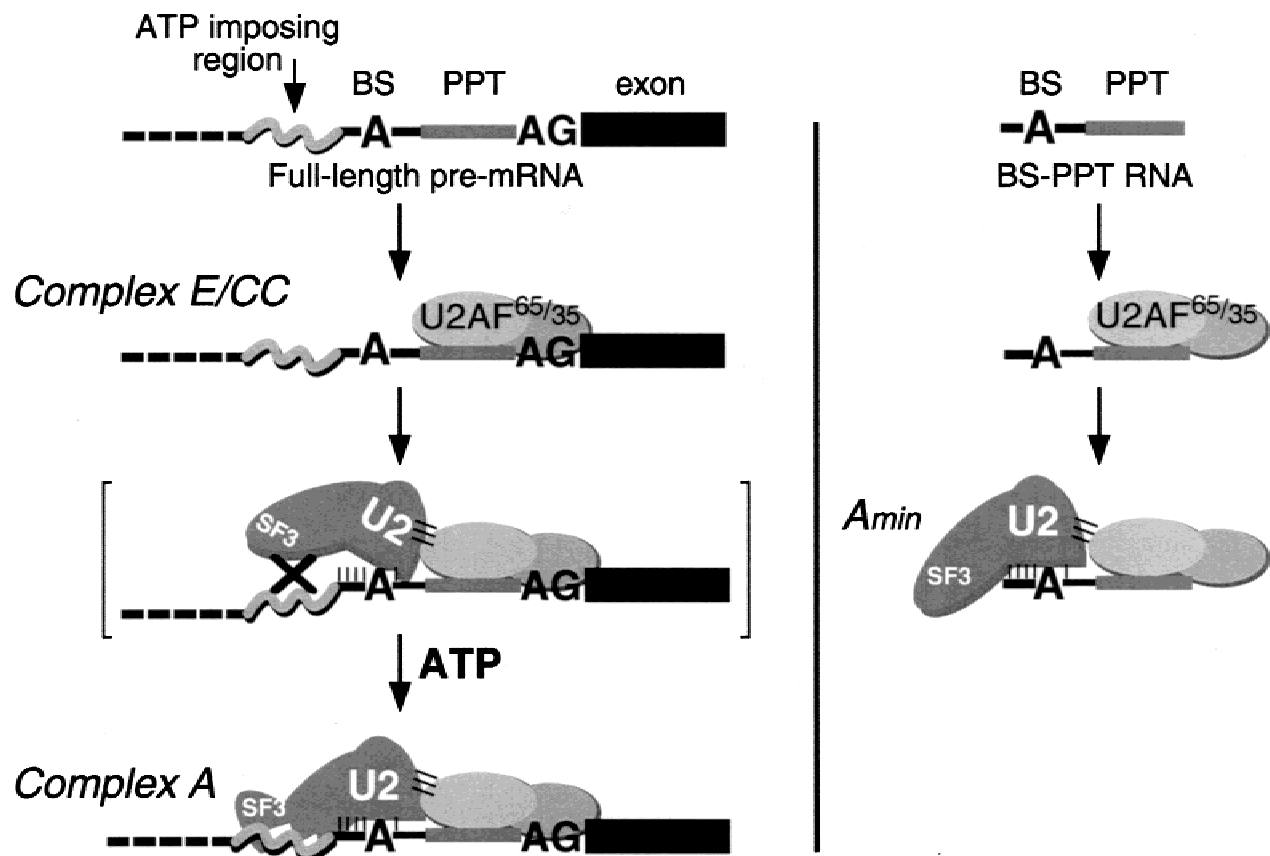 ATP imposing
region
BS PPT exon
A AG
Full-length pre-mRNA
Complex E/CC
U2AF65/35
A AG
SF3 U2
A AG
ATP
Complex A
SF3 U2
A AG
BS PPT
A
BS-PPT RNA
U2AF65/35
A
Amin
U2
SF3
A